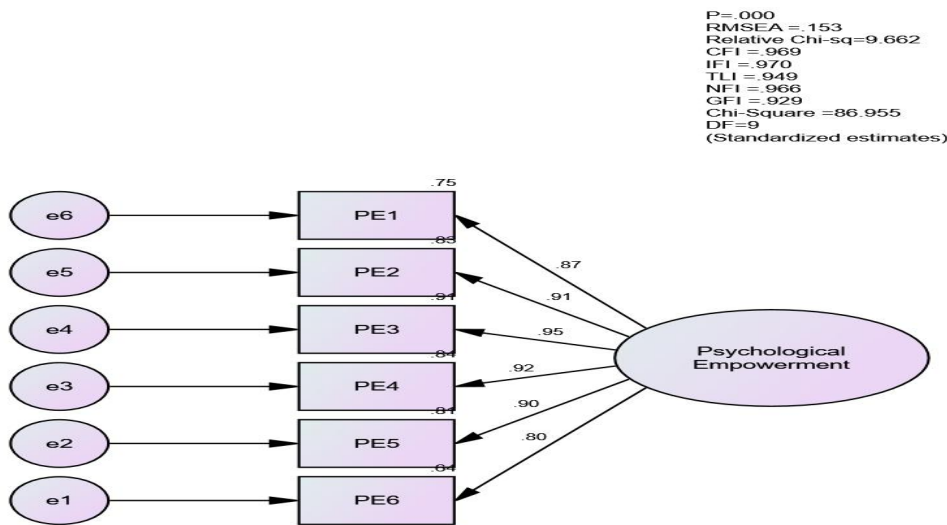 P=.000
RMSEA =.153
Relative Chi-sq=9.662
CFI =.969
IFI =.970
TLI =.949
NFI =.966
GFI =.929
Chi-Square =86.955
DF=9
(Standardized estimates)
.75
e6
PE1
.87
.83
e5
PE2
.91
.91
e4
PE3
.95
.84
e3
PE4
.92
.81
e2
PE5
.90
.64
e1
PE6
.80
Psychological
Empowerment